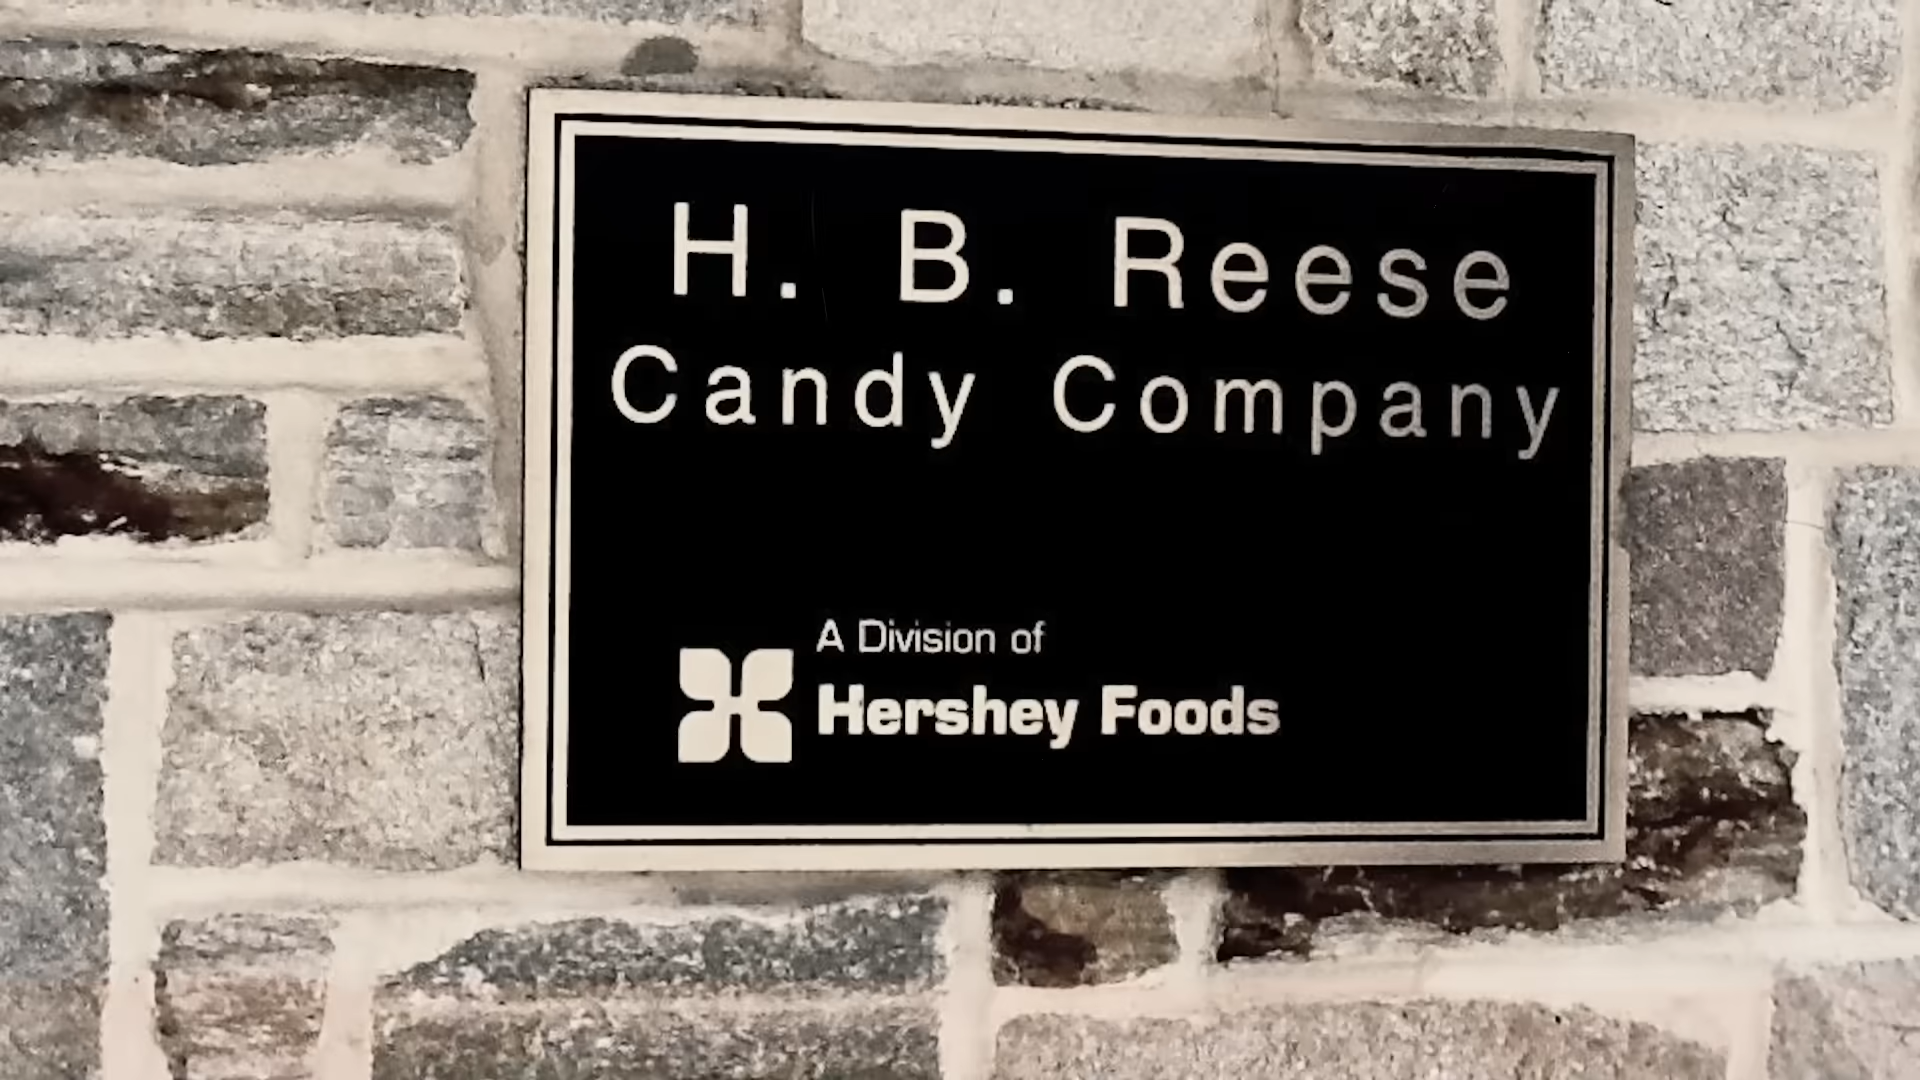 H. B. Reese
Candy Company
A Division of
Hershey Foods